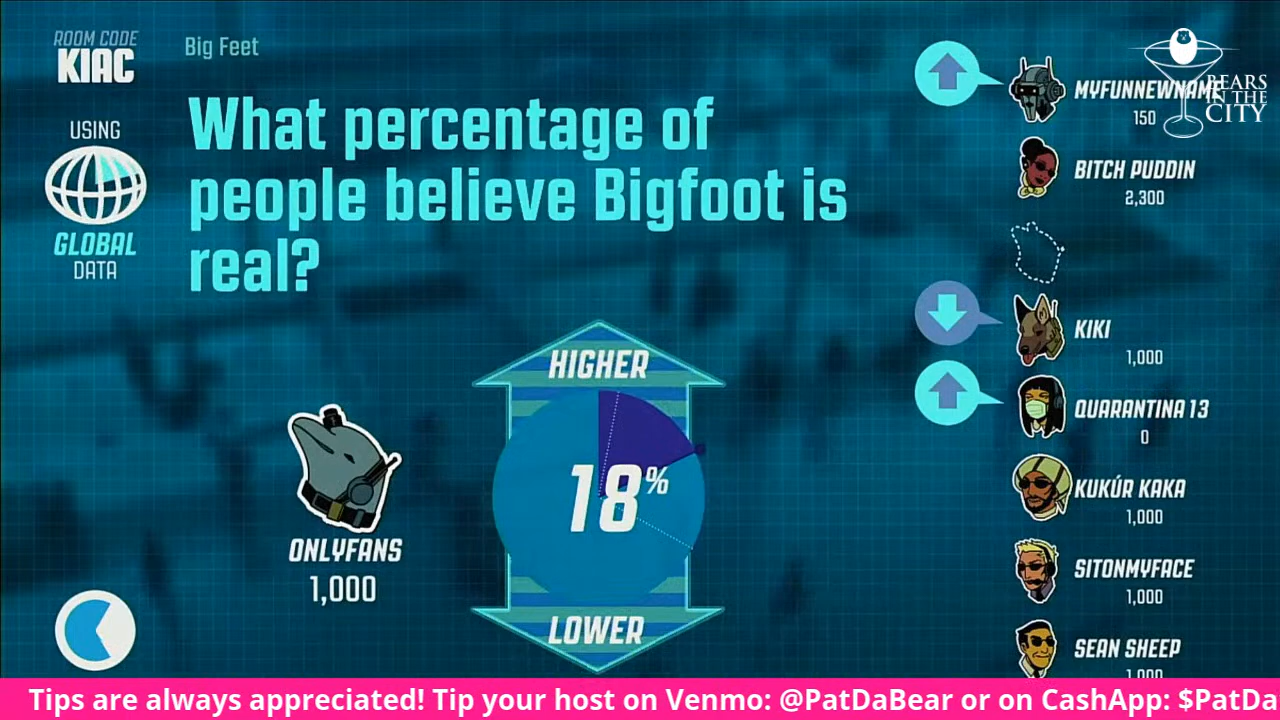 ROOM CODE
KIAC
USING
GLOBAL
DATA
Big Feet
What percentage of
people believe Bigfoot is
real?
HIGHER
18%
LOWER
ONLYFANS
1,000
MYFUNNEWNAME
150
BEARS
IN THE
CITY
BITCH PUDDIN
2,300
KIKI
1,000
QUARANTINA 13
0
KUKÚR KAKA
1,000
SITONMYFACE
1,000
SEAN SHEEP
1,000
Tips are always appreciated! Tip your host on Venmo: @PatDaBear or on CashApp: $PatDa